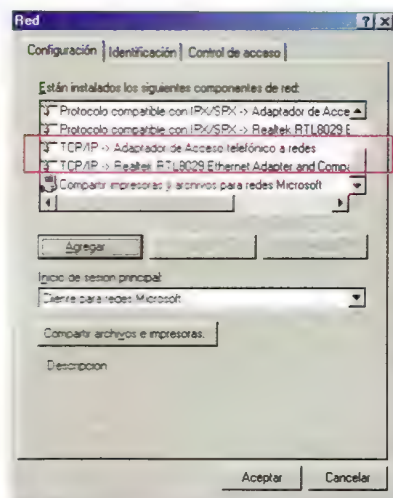 Red
Configuración Identificación Control de acceso
Están instalados los siguientes componentes de red:
Protocolo compatible con IPX/SPX -> Adaptador de Acce
Protocolo compatible con IPX/SPX -> Realtek RTL8029 E
TCP/IP -> Adaptador de Acceso telefónico a redes
TCP/IP -> Realtek RTL8029 Ethernet Adapter and Compa
Compartir impresoras y archivos para redes Microsoft
Agregar
Inicio de sesión principal:
Cliente para redes Microsoft
Compartir archivos e impresoras.
Descripción
Aceptar Cancelar